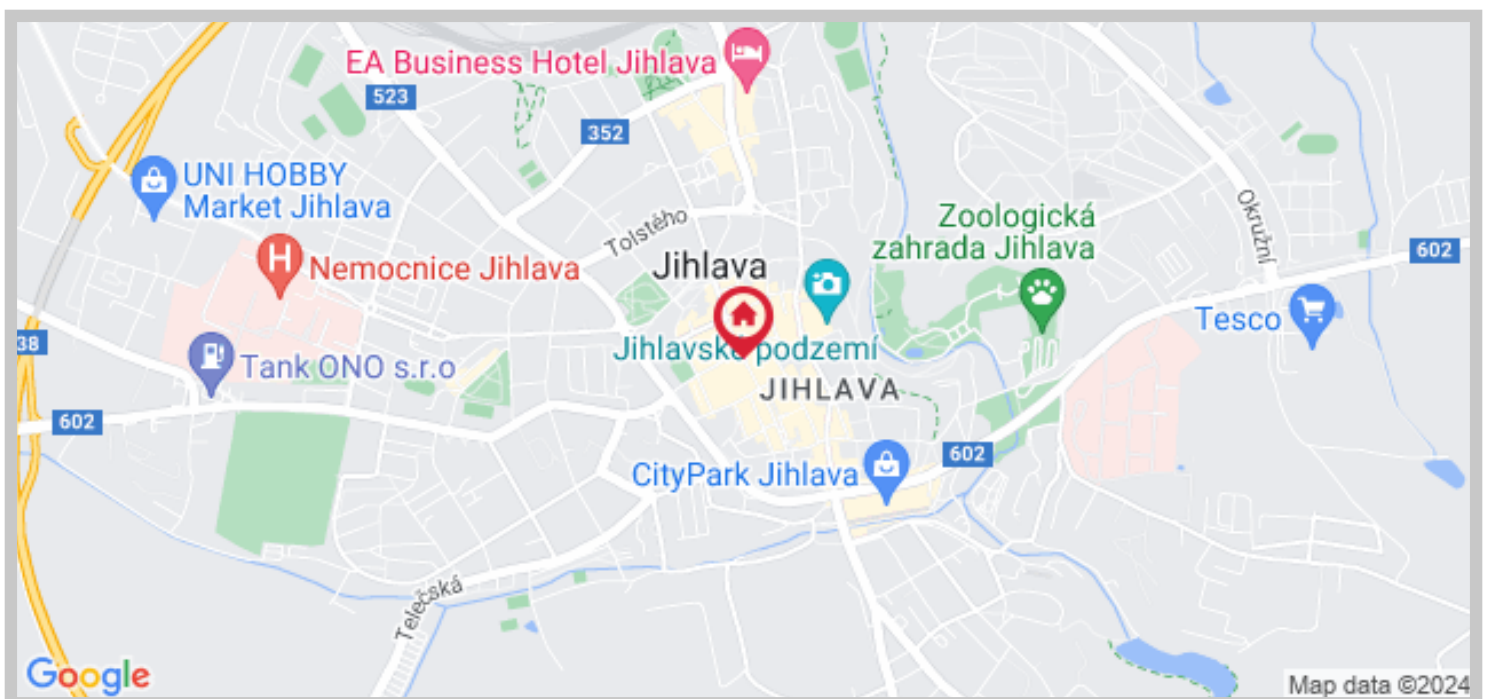 EA Business Hotel Jihlava
523
352
UNI HOBBY
Market Jihlava
Tolstého
Zoologická
zahrada Jihlava
Okružní
602
Nemocnice Jihlava
Jihlava
Tesco
38
Tank ONO s.r.o
Jihlavské podzemí
JIHLAVA
602
602
CityPark Jihlava
Telečská
Google
Map data ©2024